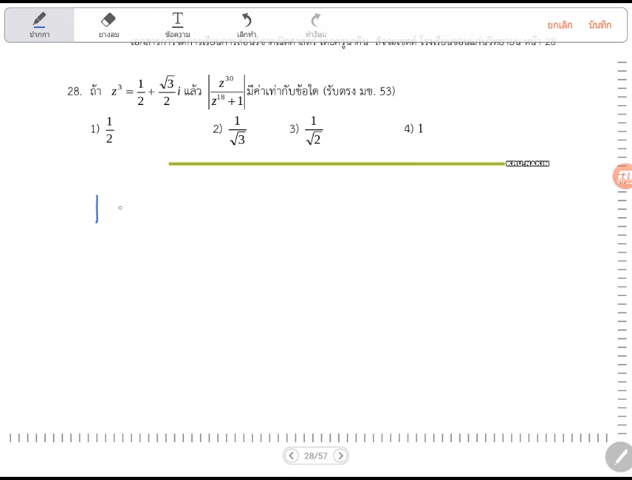 ปากกา ยางลบ ข้อความ เลิกทำ ทำใหม่ ยกเลิก บันทึก
28. ถ้า z³ = 1/2 + √3/2 i แล้ว |z³⁰/(z¹⁸ + 1)| มีค่าเท่ากับข้อใด (รับตรง มข. 53)
1) 1/2 2) 1/√3 3) 1/√2 4) 1
KRU.NAKIN
28/57